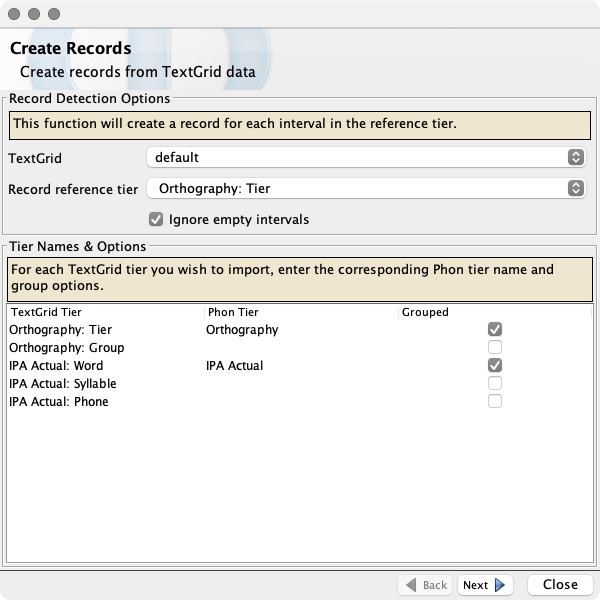 Create Records
Create records from TextGrid data
Record Detection Options
This function will create a record for each interval in the reference tier.
TextGrid default
Record reference tier Orthography: Tier
Ignore empty intervals
Tier Names & Options
For each TextGrid tier you wish to import, enter the corresponding Phon tier name and
group options.
TextGrid Tier Phon Tier Grouped
Orthography: Tier Orthography
Orthography: Group
IPA Actual: Word IPA Actual
IPA Actual: Syllable
IPA Actual: Phone
Back Next Close